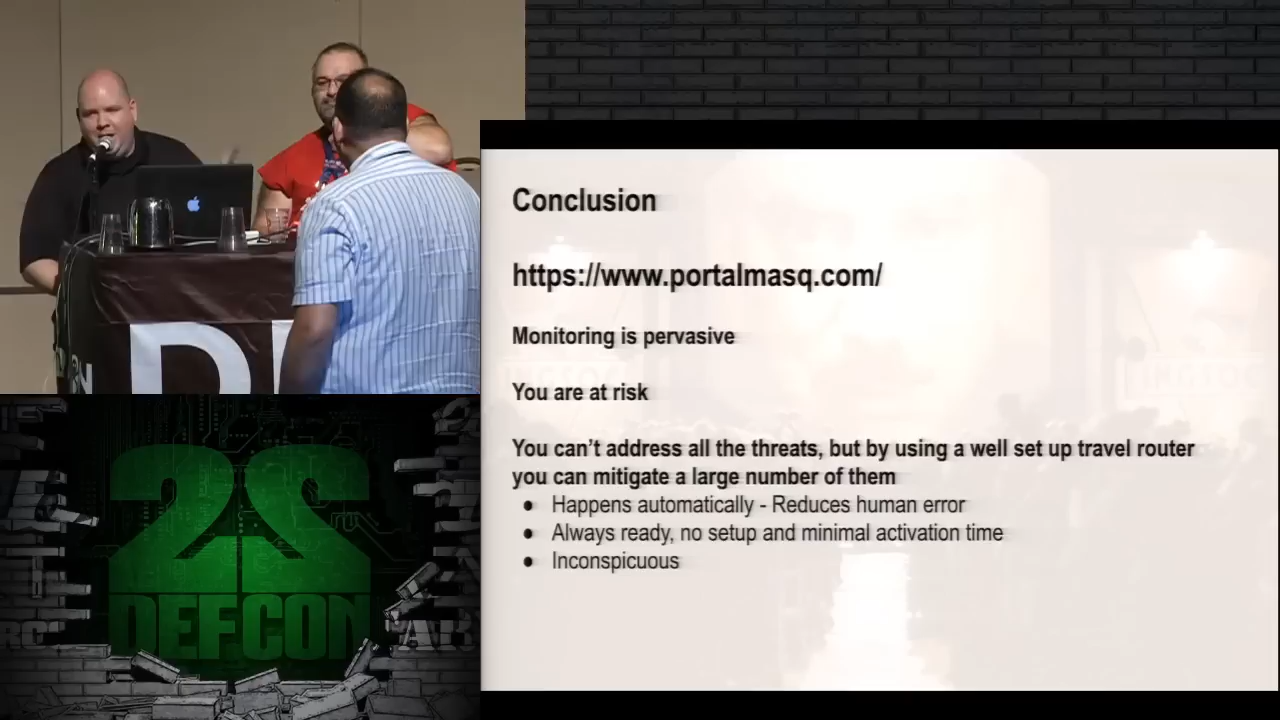 Conclusion
https://www.portalmasq.com/
Monitoring is pervasive
You are at risk
You can't address all the threats, but by using a well set up travel router
you can mitigate a large number of them
● Happens automatically - Reduces human error
● Always ready, no setup and minimal activation time
● Inconspicuous
22
DEFCON